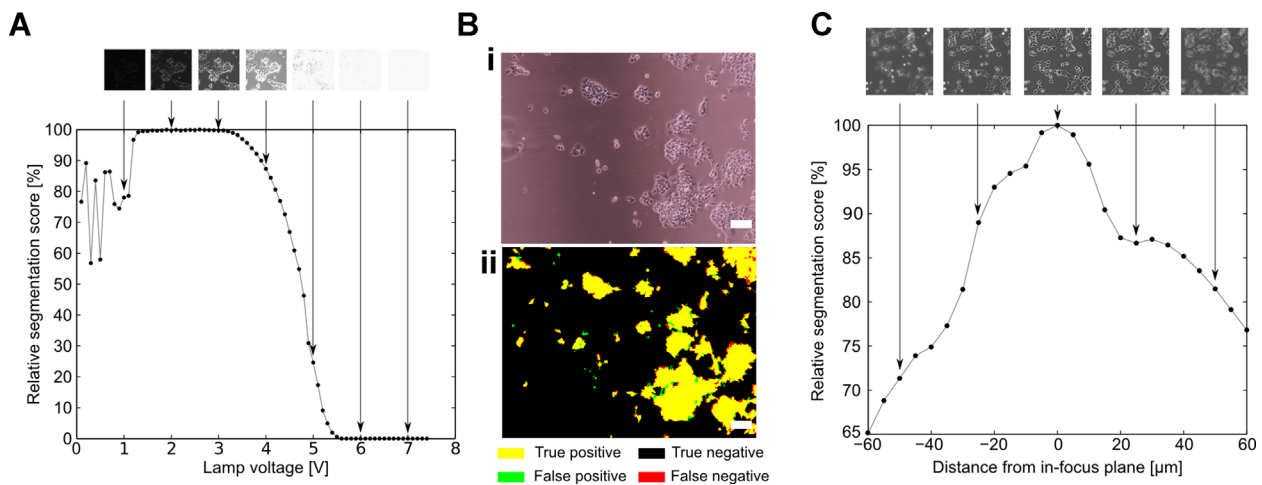 A
B
C
i
ii
100
90
80
70
60
50
40
30
20
10
0
Relative segmentation score [%]
0 1 2 3 4 5 6 7 8
Lamp voltage [V]
True positive
True negative
False positive
False negative
100
95
90
85
80
75
70
65
Relative segmentation score [%]
−60 −40 −20 0 20 40 60
Distance from in-focus plane [µm]